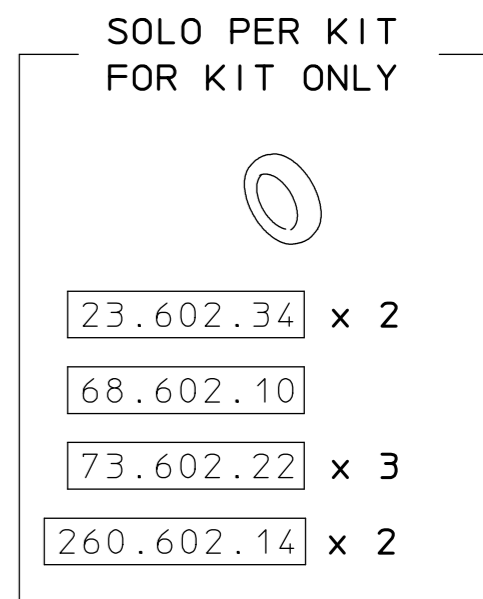 SOLO PER KIT
FOR KIT ONLY
23.602.34 x 2
68.602.10
73.602.22 x 3
260.602.14 x 2